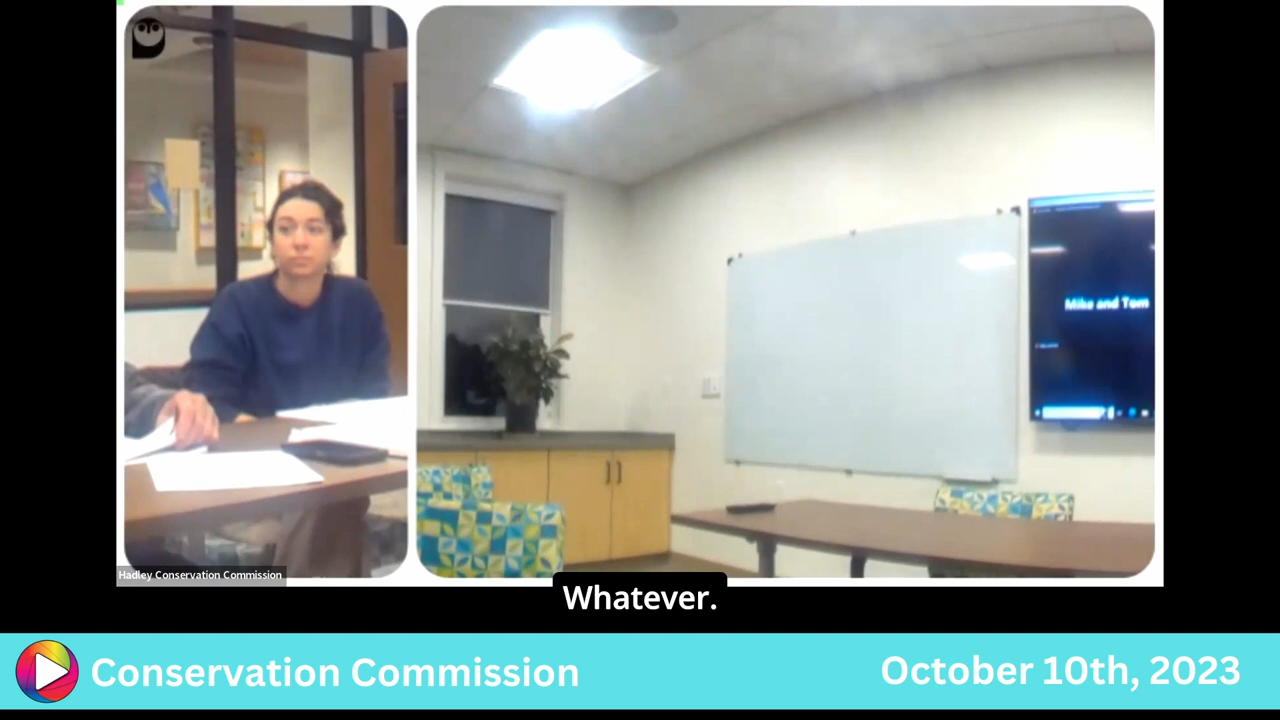 Mike and Tom
Hadley Conservation Commission
Whatever.
Conservation Commission
October 10th, 2023